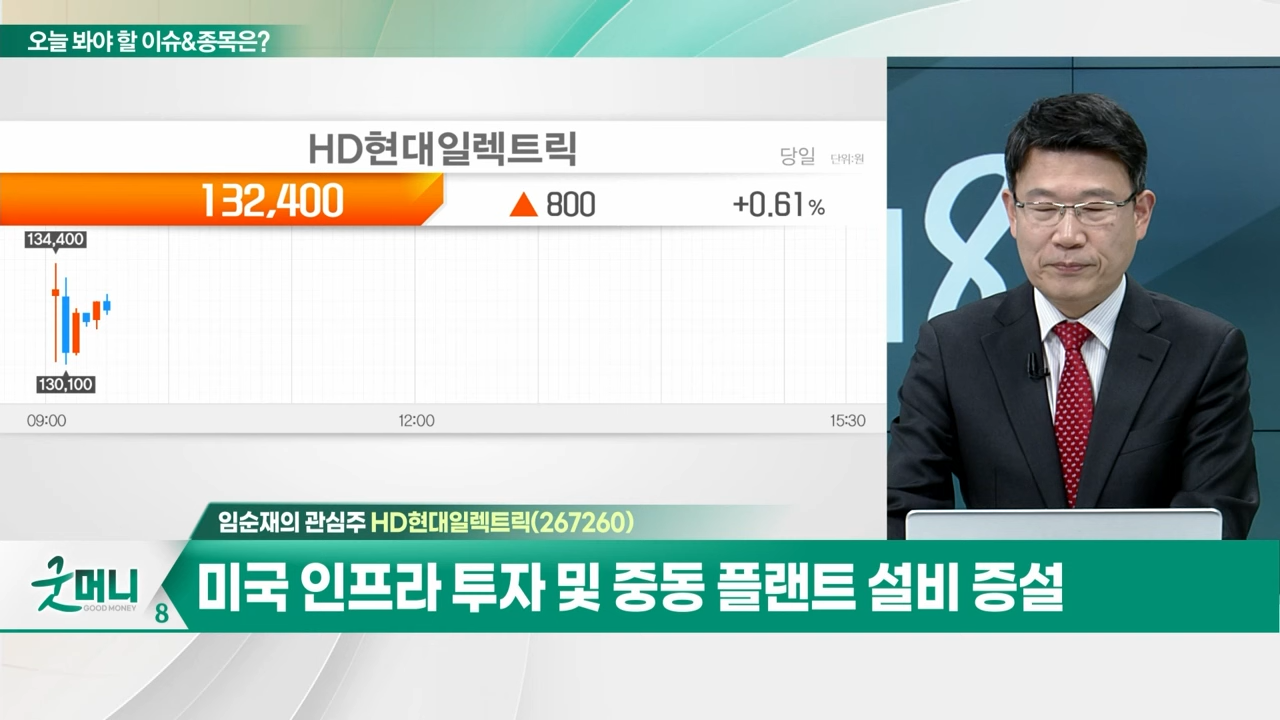 오늘 봐야 할 이슈&종목은?
HD현대일렉트릭
당일 단위:원
132,400 ▲ 800 +0.61%
134,400
130,100
09:00 12:00 15:30
임순재의 관심주 HD현대일렉트릭(267260)
미국 인프라 투자 및 중동 플랜트 설비 증설
굿머니
GOOD MONEY
8
8